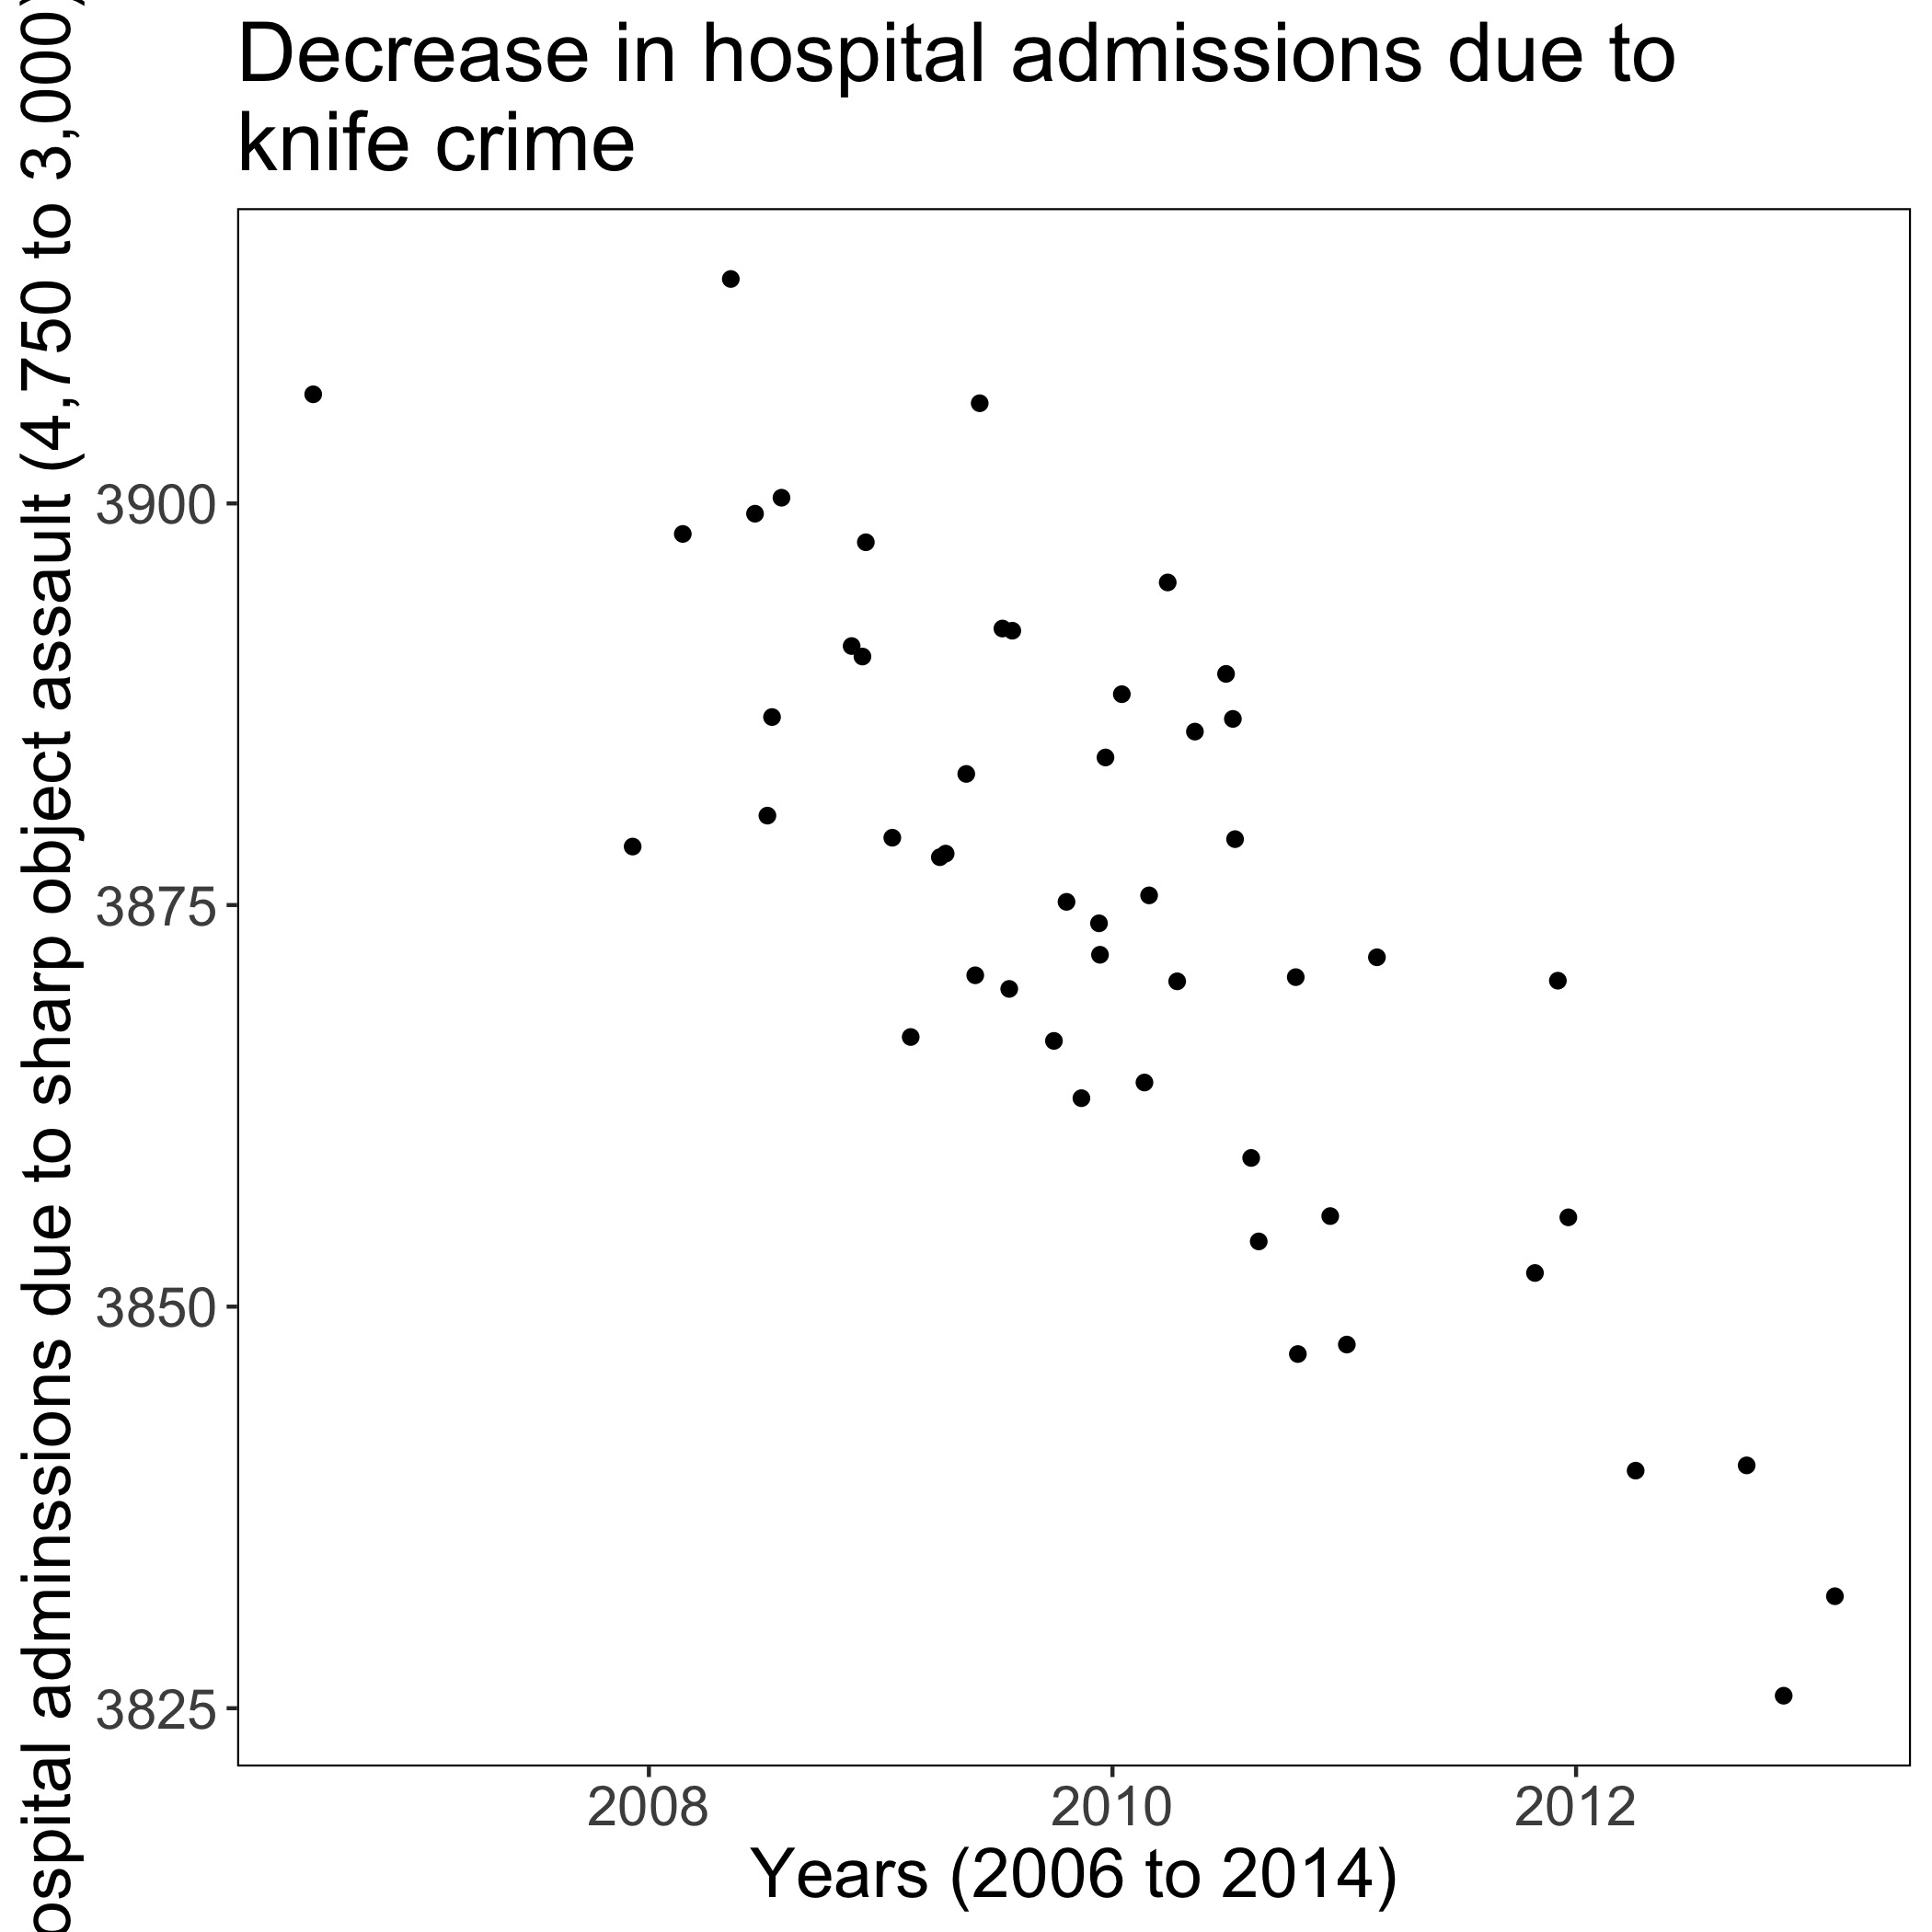 Decrease in hospital admissions due to
knife crime
ospital adminssions due to sharp object assault (4,750 to 3,000)
3900
3875
3850
3825
2008 2010 2012
Years (2006 to 2014)